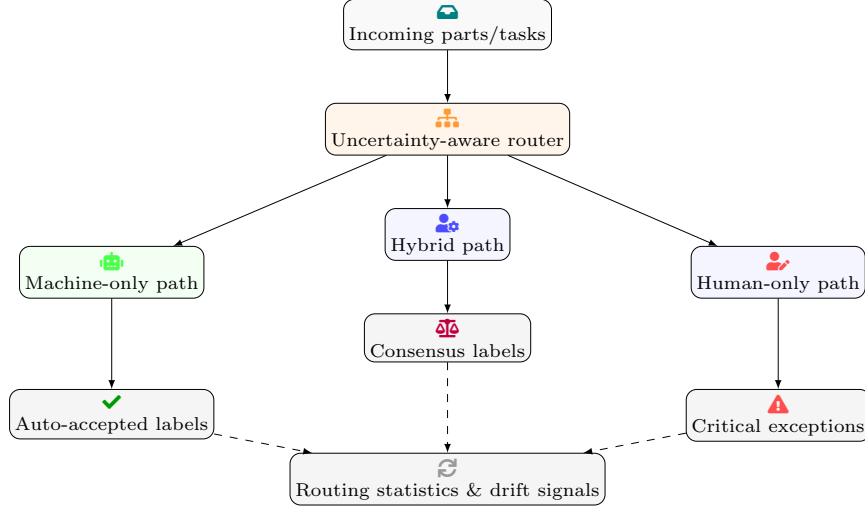 Incoming parts/tasks
Uncertainty-aware router
Hybrid path
Machine-only path
Human-only path
Consensus labels
Auto-accepted labels
Critical exceptions
Routing statistics & drift signals